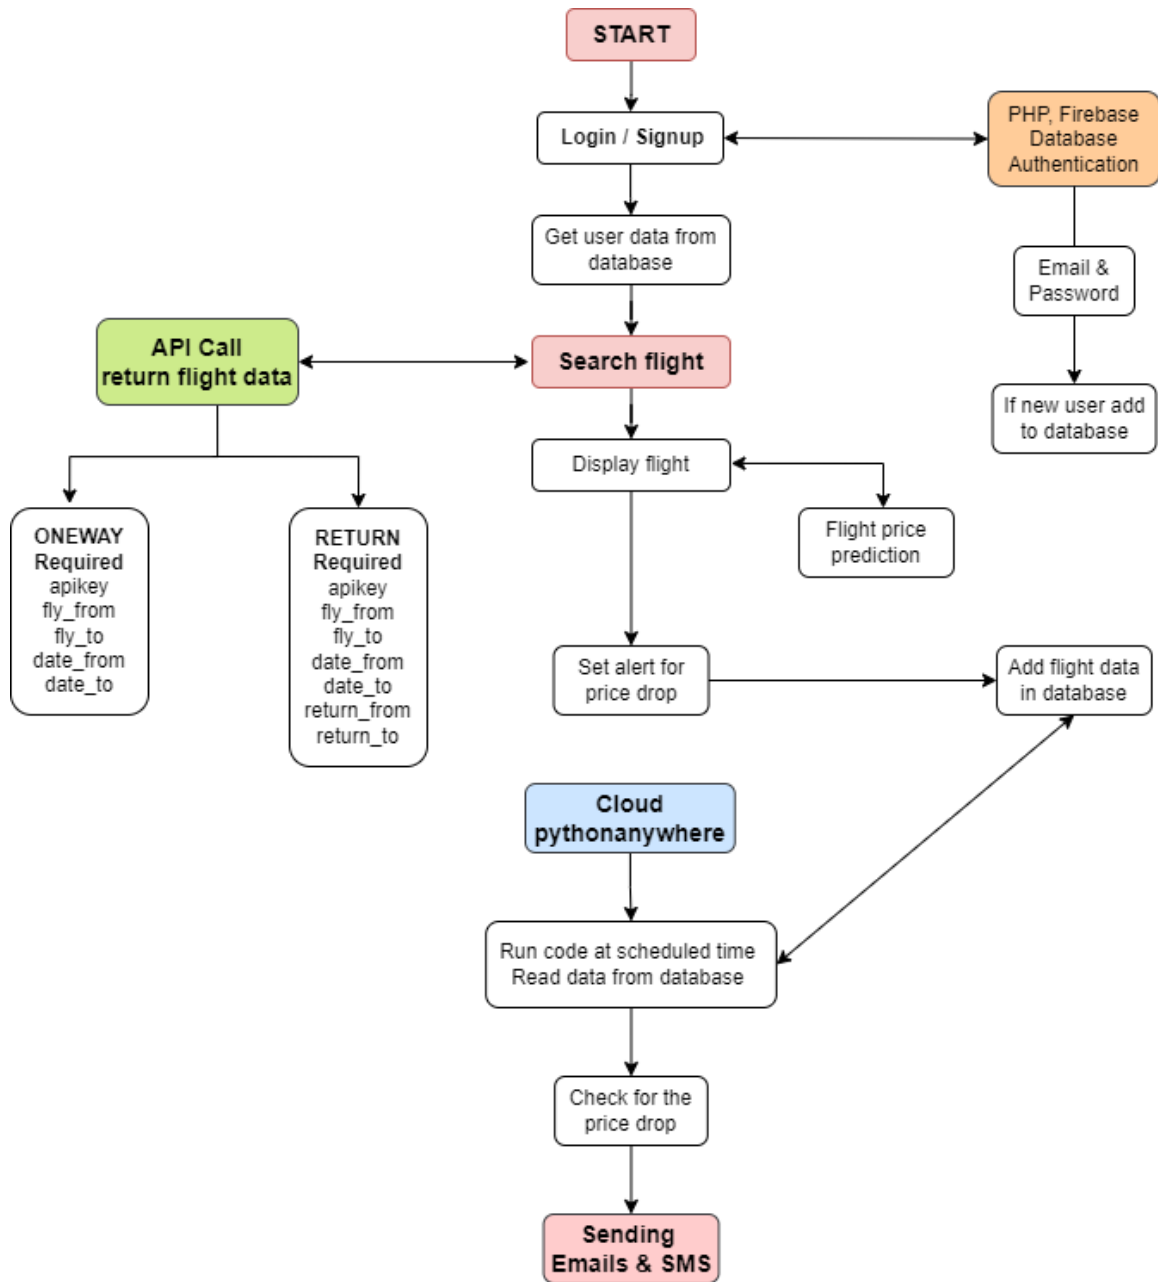 START
Login / Signup
PHP, Firebase
Database
Authentication
Get user data from
database
Email &
Password
API Call
return flight data
Search flight
If new user add
to database
Display flight
ONEWAY
Required
apikey
fly_from
fly_to
date_from
date_to
RETURN
Required
apikey
fly_from
fly_to
date_from
date_to
return_from
return_to
Flight price
prediction
Set alert for
price drop
Add flight data
in database
Cloud
pythonanywhere
Run code at scheduled time
Read data from database
Check for the
price drop
Sending
Emails & SMS